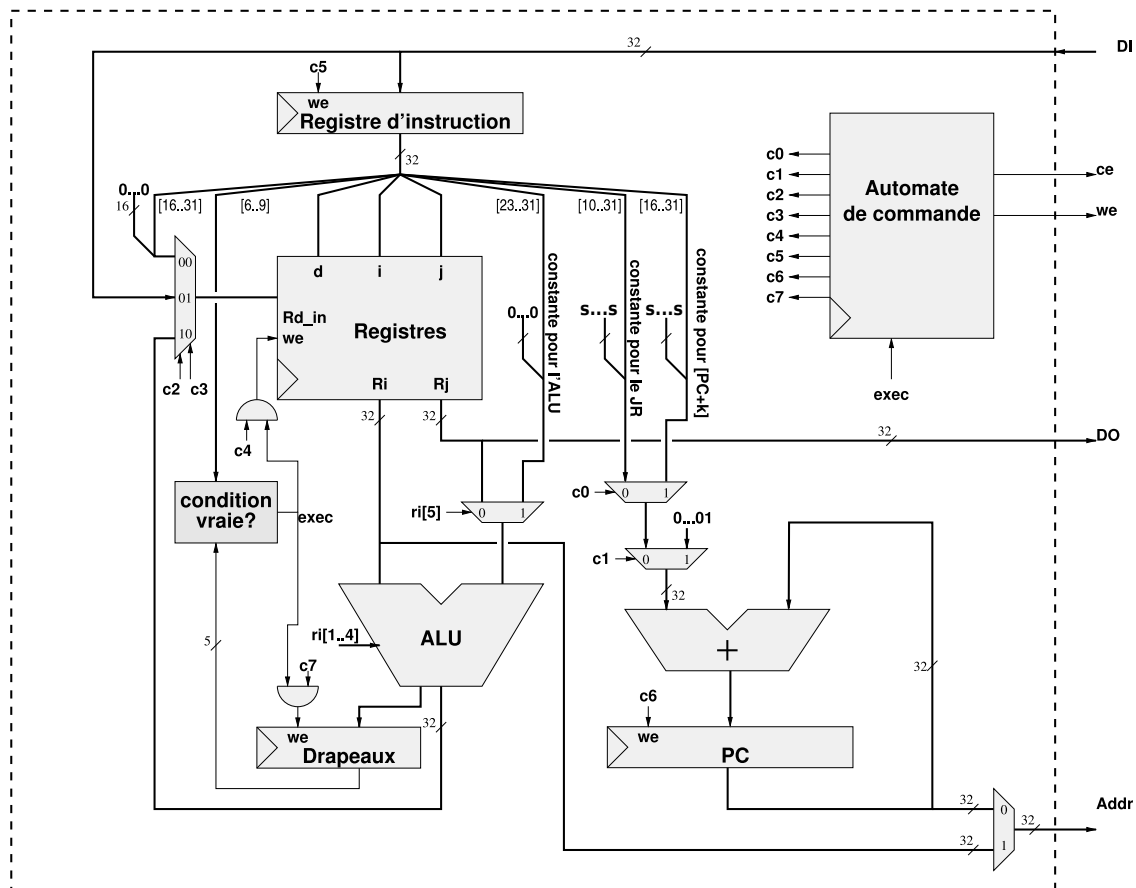 32
DI
c5
we
Registre d'instruction
32
0...0
16
[16..31]
[6..9]
[23..31]
[10..31]
[16..31]
c0
c1
c2
c3
c4
c5
c6
c7
Automate
de commande
ce
we
exec
00
01
10
c2
c3
d
i
j
Rd_in
we
Registres
Ri
Rj
0...0
constante pour l'ALU
s...s
constante pour le JR
s...s
constante pour [PC+k]
c4
32
32
32
DO
condition
vraie?
exec
ri[5]
0
1
c0
0
1
0...01
c1
0
1
32
5
ri[1..4]
ALU
+
32
c7
we
Drapeaux
32
c6
we
PC
32
0
32
1
32
Addr